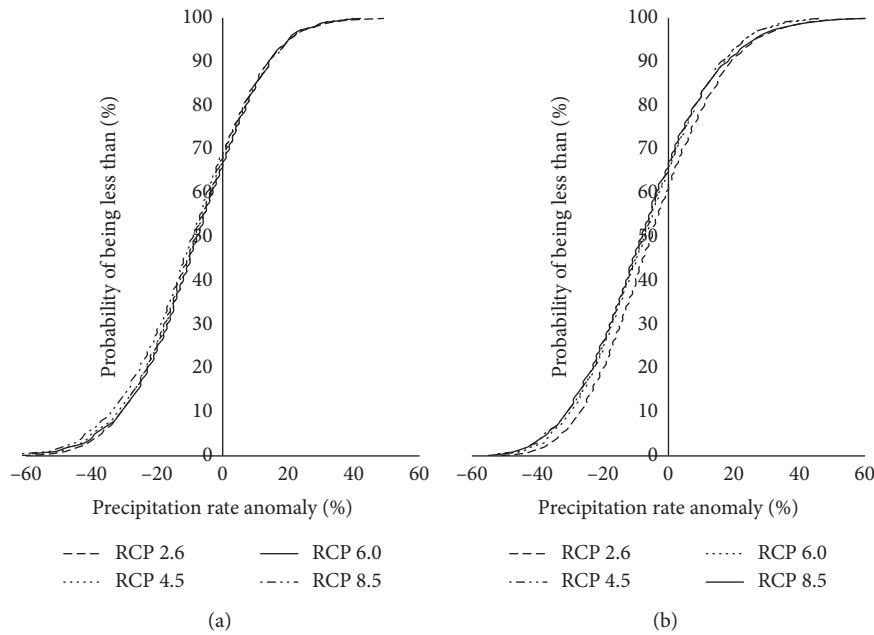 100
90
80
70
60
50
40
30
20
10
0
Probability of being less than (%)
–60 –40 –20 0 20 40 60
Precipitation rate anomaly (%)
RCP 2.6 RCP 6.0
RCP 4.5 RCP 8.5
(a)
100
90
80
70
60
50
40
30
20
10
0
Probability of being less than (%)
–60 –40 –20 0 20 40 60
Precipitation rate anomaly (%)
RCP 2.6 RCP 6.0
RCP 4.5 RCP 8.5
(b)